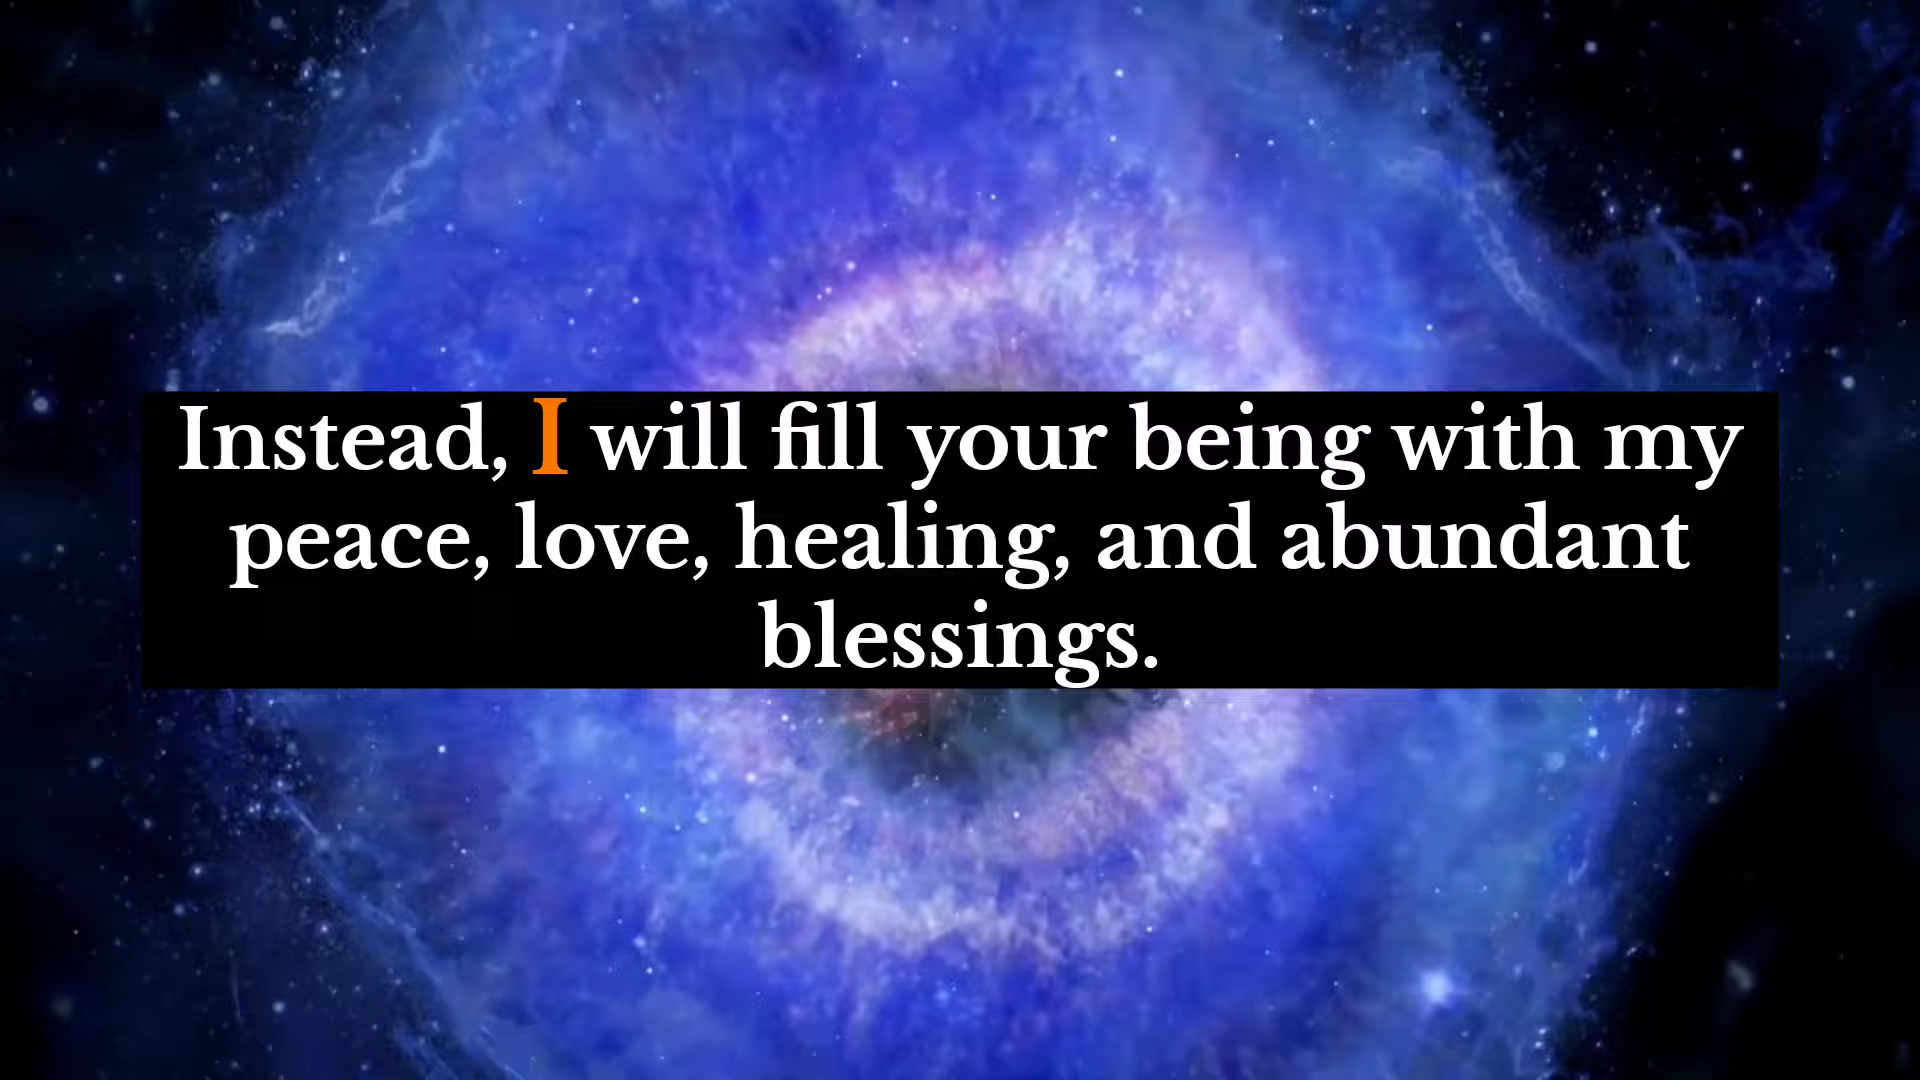 Instead, I will fill your being with my
peace, love, healing, and abundant
blessings.